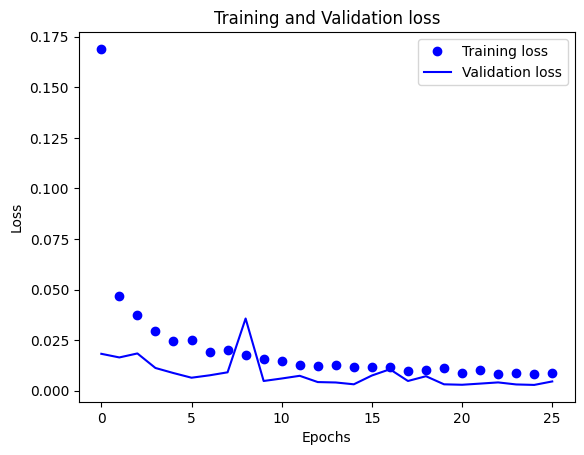 Training and Validation loss
Training loss
Validation loss
0.175
0.150
0.125
0.100
0.075
0.050
0.025
0.000
Loss
0
5
10
15
20
25
Epochs